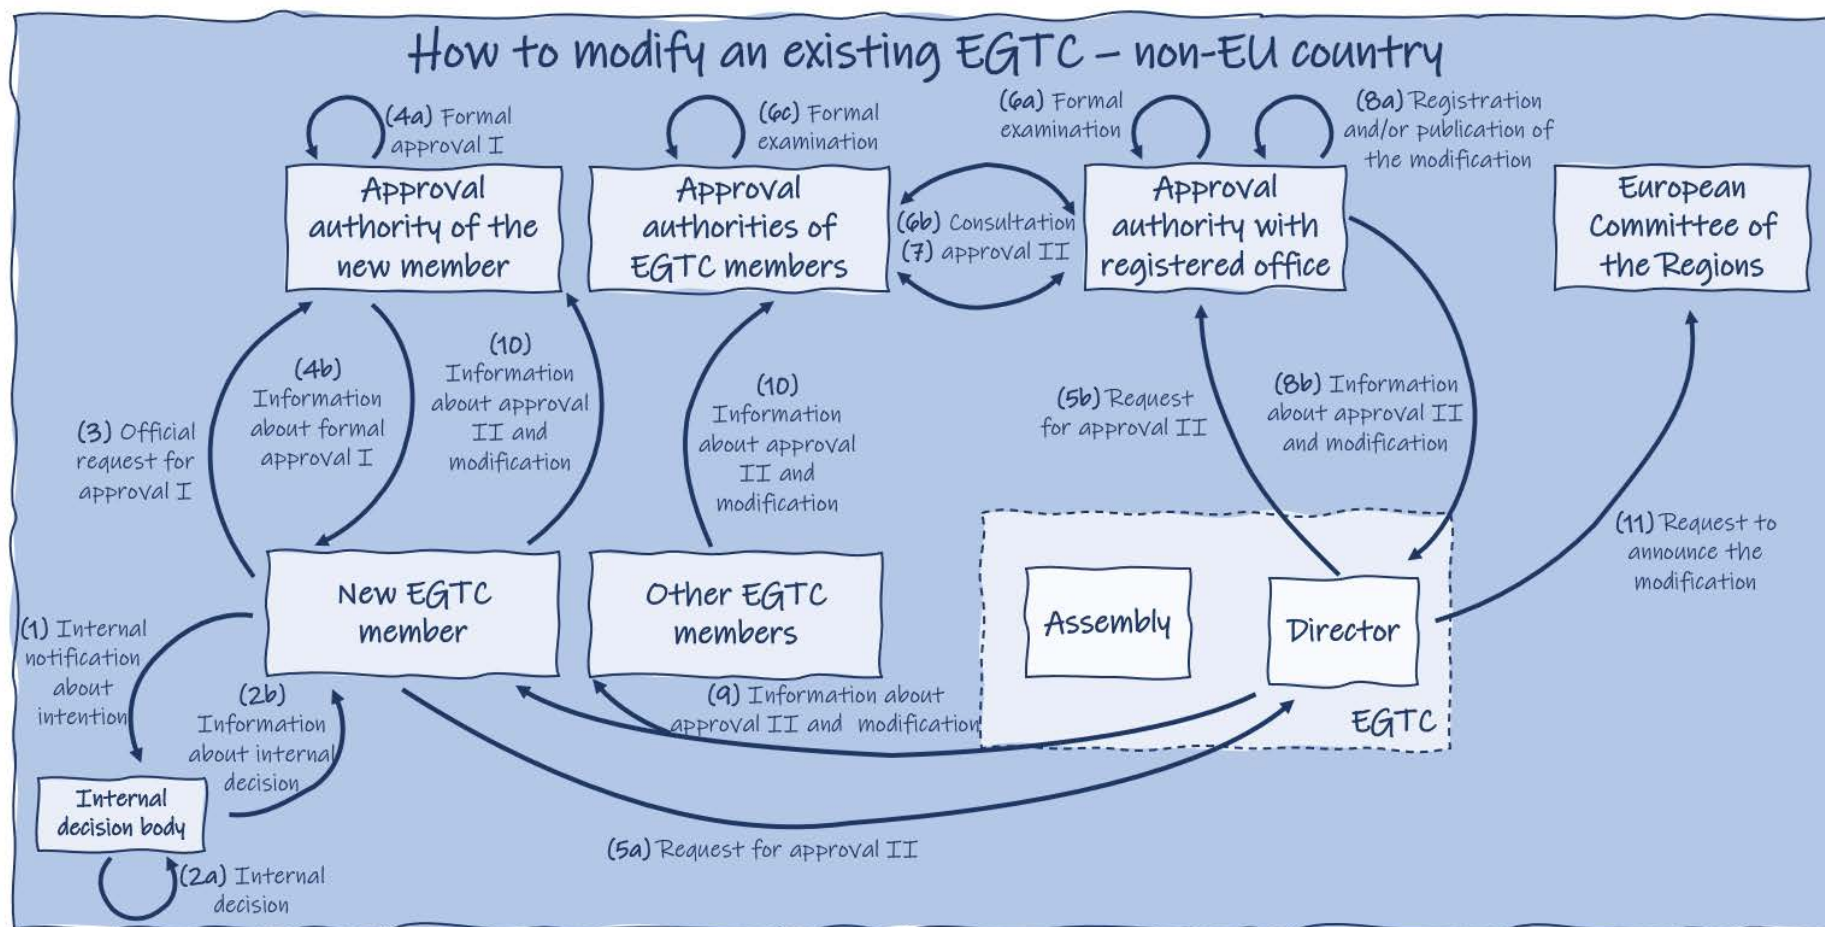 How to modify an existing EGTC – non-EU country
(4a) Formal
approval I
(6c) Formal
examination
(6a) Formal
examination
(8a) Registration
and/or publication of
the modification
Approval
authority of the
new member
Approval
authorities of
EGTC members
(6b) Consultation
(7) approval II
Approval
authority with
registered office
European
Committee of
the Regions
(3) Official
request for
approval I
(4b)
Information
about formal
approval I
(10)
Information
about approval
II and
modification
(10)
Information
about approval
II and
modification
(5b) Request
for approval II
(8b) Information
about approval II
and modification
(11) Request to
announce the
modification
New EGTC
member
Other EGTC
members
Assembly
Director
EGTC
(1) Internal
notification
about
intention
(2b)
Information
about internal
decision
(9) Information about
approval II and modification
Internal
decision body
(5a) Request for approval II
(2a) Internal
decision